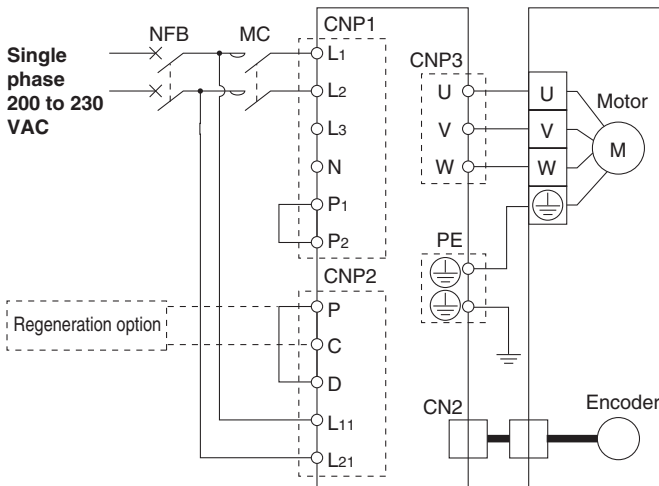 NFB
MC
Single
phase
200 to 230
VAC
CNP1
L1
L2
L3
N
P1
P2
CNP2
Regeneration option
P
C
D
L11
L21
CNP3
U
V
W
PE
CN2
U
V
W
Motor
M
Encoder